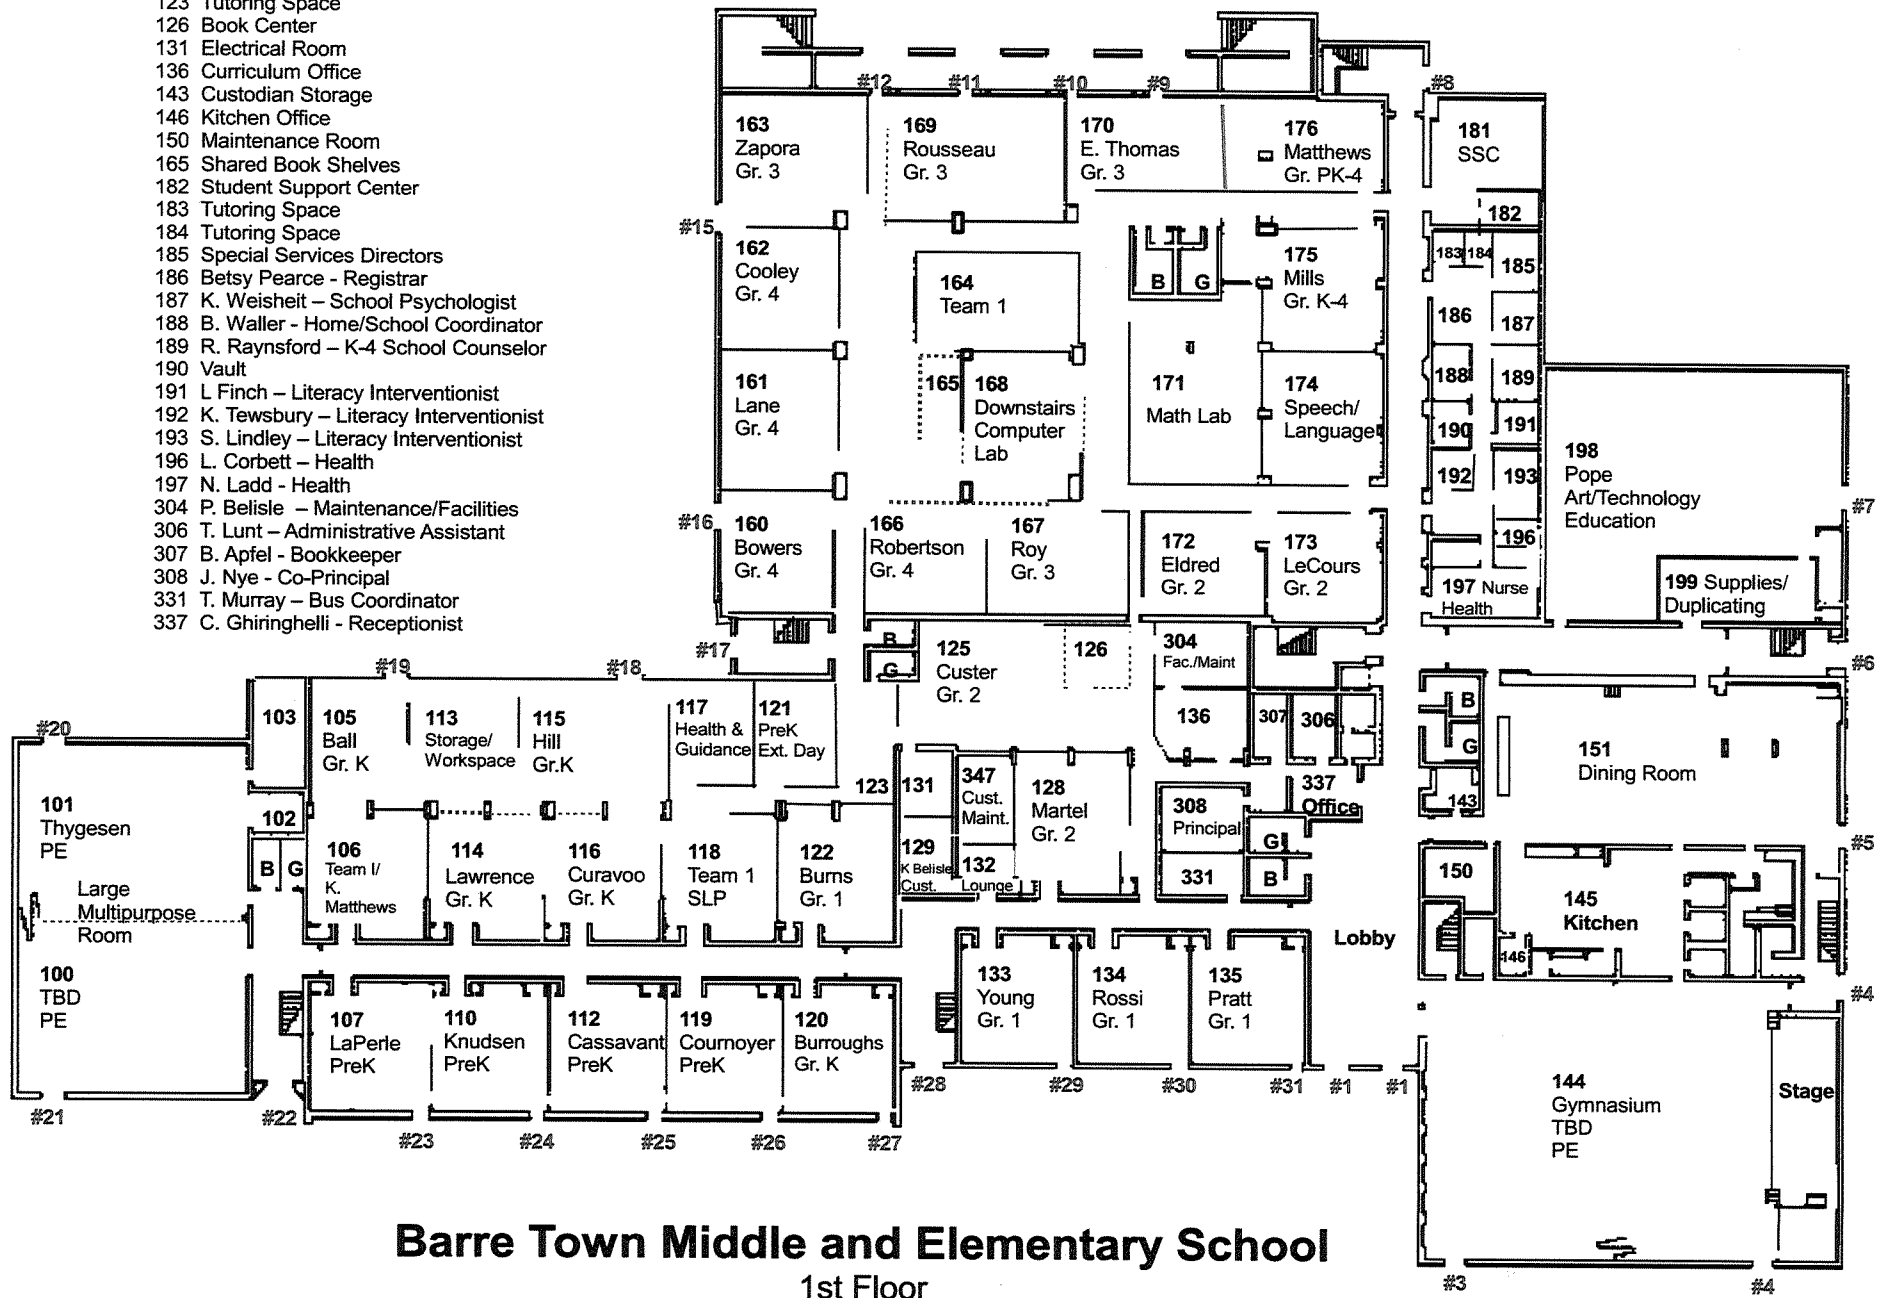 123 Tutoring Space
126 Book Center
131 Electrical Room
136 Curriculum Office
143 Custodian Storage
146 Kitchen Office
150 Maintenance Room
165 Shared Book Shelves
182 Student Support Center
183 Tutoring Space
184 Tutoring Space
185 Special Services Directors
186 Betsy Pearce - Registrar
187 K. Weisheit – School Psychologist
188 B. Waller - Home/School Coordinator
189 R. Raynsford – K-4 School Counselor
190 Vault
191 L Finch – Literacy Interventionist
192 K. Tewsbury – Literacy Interventionist
193 S. Lindley – Literacy Interventionist
196 L. Corbett – Health
197 N. Ladd - Health
304 P. Belisle – Maintenance/Facilities
306 T. Lunt – Administrative Assistant
307 B. Apfel - Bookkeeper
308 J. Nye - Co-Principal
331 T. Murray – Bus Coordinator
337 C. Ghiringhelli - Receptionist
#12
#11
#10
#9
#8
163
Zapora
Gr. 3
169
Rousseau
Gr. 3
170
E. Thomas
Gr. 3
176
Matthews
Gr. PK-4
181
SSC
182
#15
162
Cooley
Gr. 4
164
Team 1
B
G
175
Mills
Gr. K-4
183
184
185
186
187
161
Lane
Gr. 4
165
168
Downstairs
Computer
Lab
171
Math Lab
174
Speech/
Language
188
189
190
191
192
193
198
Pope
Art/Technology
Education
#7
#16
160
Bowers
Gr. 4
166
Robertson
Gr. 4
167
Roy
Gr. 3
172
Eldred
Gr. 2
173
LeCours
Gr. 2
196
197 Nurse
Health
199 Supplies/
Duplicating
#17
B
G
125
Custer
Gr. 2
126
304
Fac./Maint
#6
#19
#18
103
105
Ball
Gr. K
113
Storage/
Workspace
115
Hill
Gr.K
117
Health &
Guidance
121
PreK
Ext. Day
136
307
306
B
G
151
Dining Room
#20
101
Thygesen
PE
102
123
131
347
Cust.
Maint.
128
Martel
Gr. 2
308
Principal
337
Office
143
#5
B
G
106
Team I/
K.
Matthews
114
Lawrence
Gr. K
116
Curavoo
Gr. K
118
Team 1
SLP
122
Burns
Gr. 1
129
K Belisle
Cust.
132
Lounge
331
G
B
150
145
Kitchen
146
Large
Multipurpose
Room
Lobby
100
TBD
PE
107
LaPerle
PreK
110
Knudsen
PreK
112
Cassavant
PreK
119
Cournoyer
PreK
120
Burroughs
Gr. K
133
Young
Gr. 1
134
Rossi
Gr. 1
135
Pratt
Gr. 1
#4
#28
#29
#30
#31
#1
#1
144
Gymnasium
TBD
PE
Stage
#21
#22
#23
#24
#25
#26
#27
#3
#4
Barre Town Middle and Elementary School
1st Floor